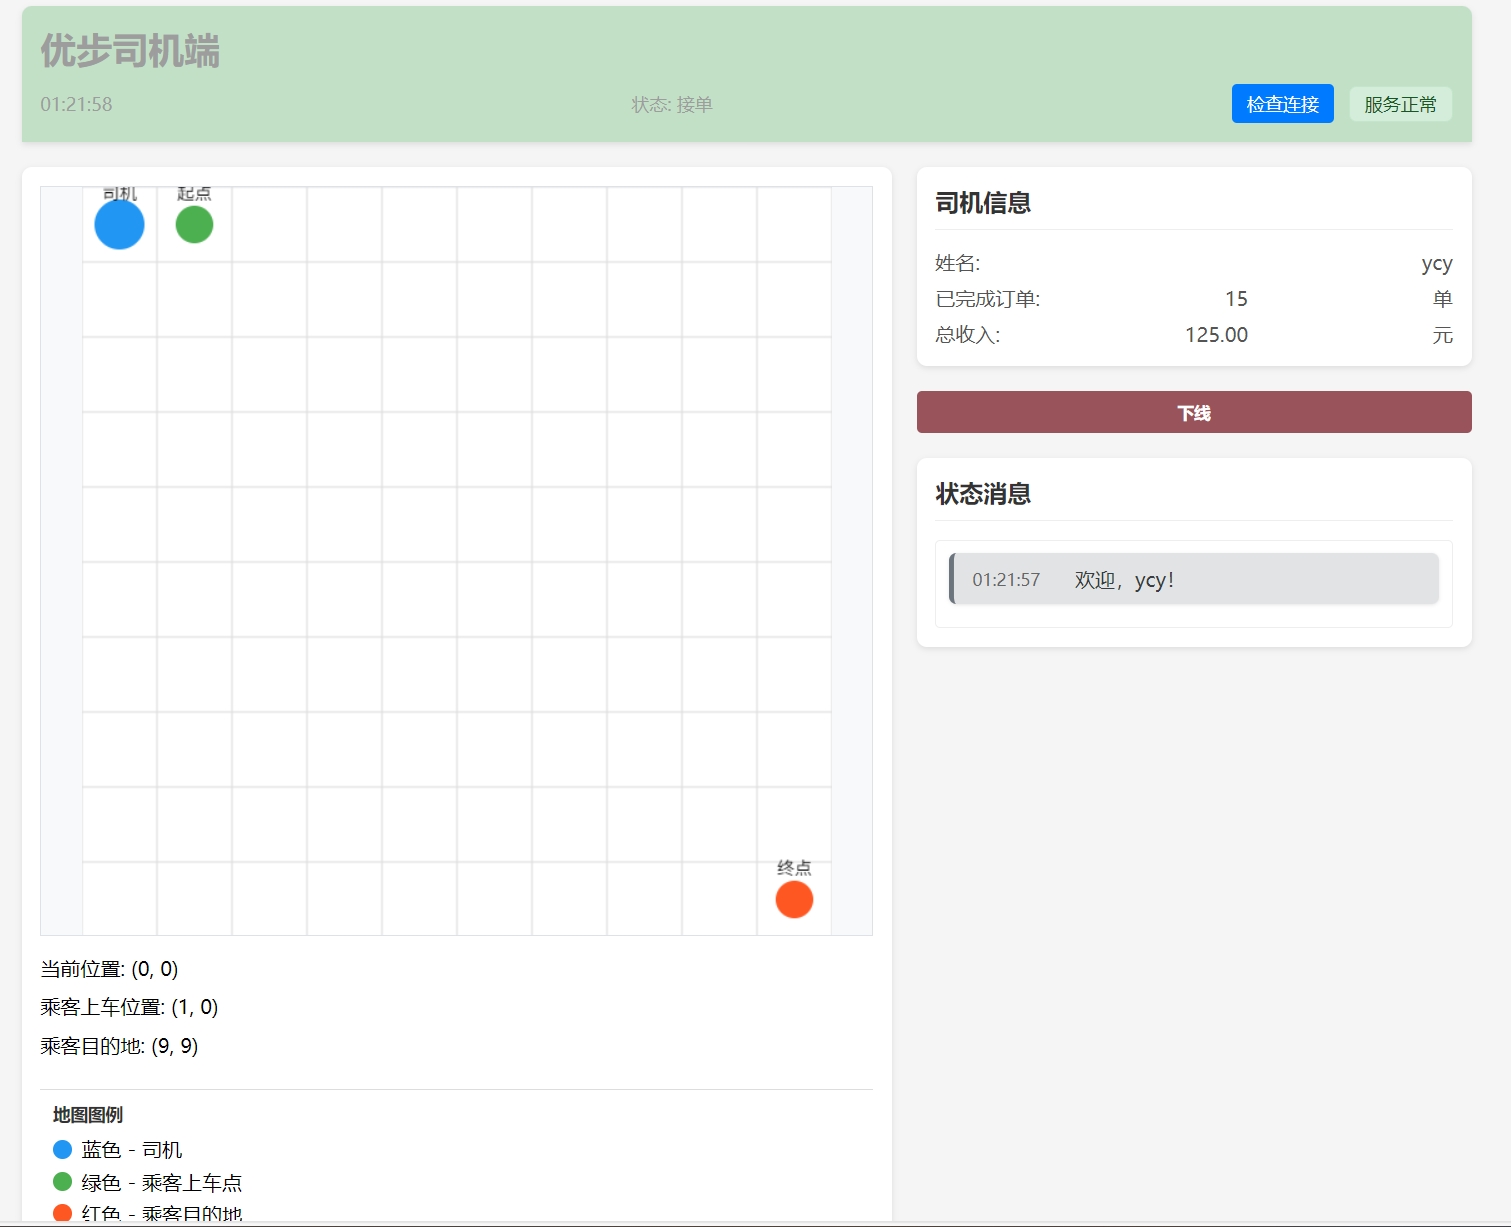 优步司机端
01:21:58 状态: 接单 检查连接 服务正常
司机 起点
终点
当前位置: (0, 0)
乘客上车位置: (1, 0)
乘客目的地: (9, 9)
地图图例
蓝色 - 司机
绿色 - 乘客上车点
红色 - 乘客目的地
司机信息
姓名: ycy
已完成订单: 15 单
总收入: 125.00 元
下线
状态消息
01:21:57 欢迎，ycy！